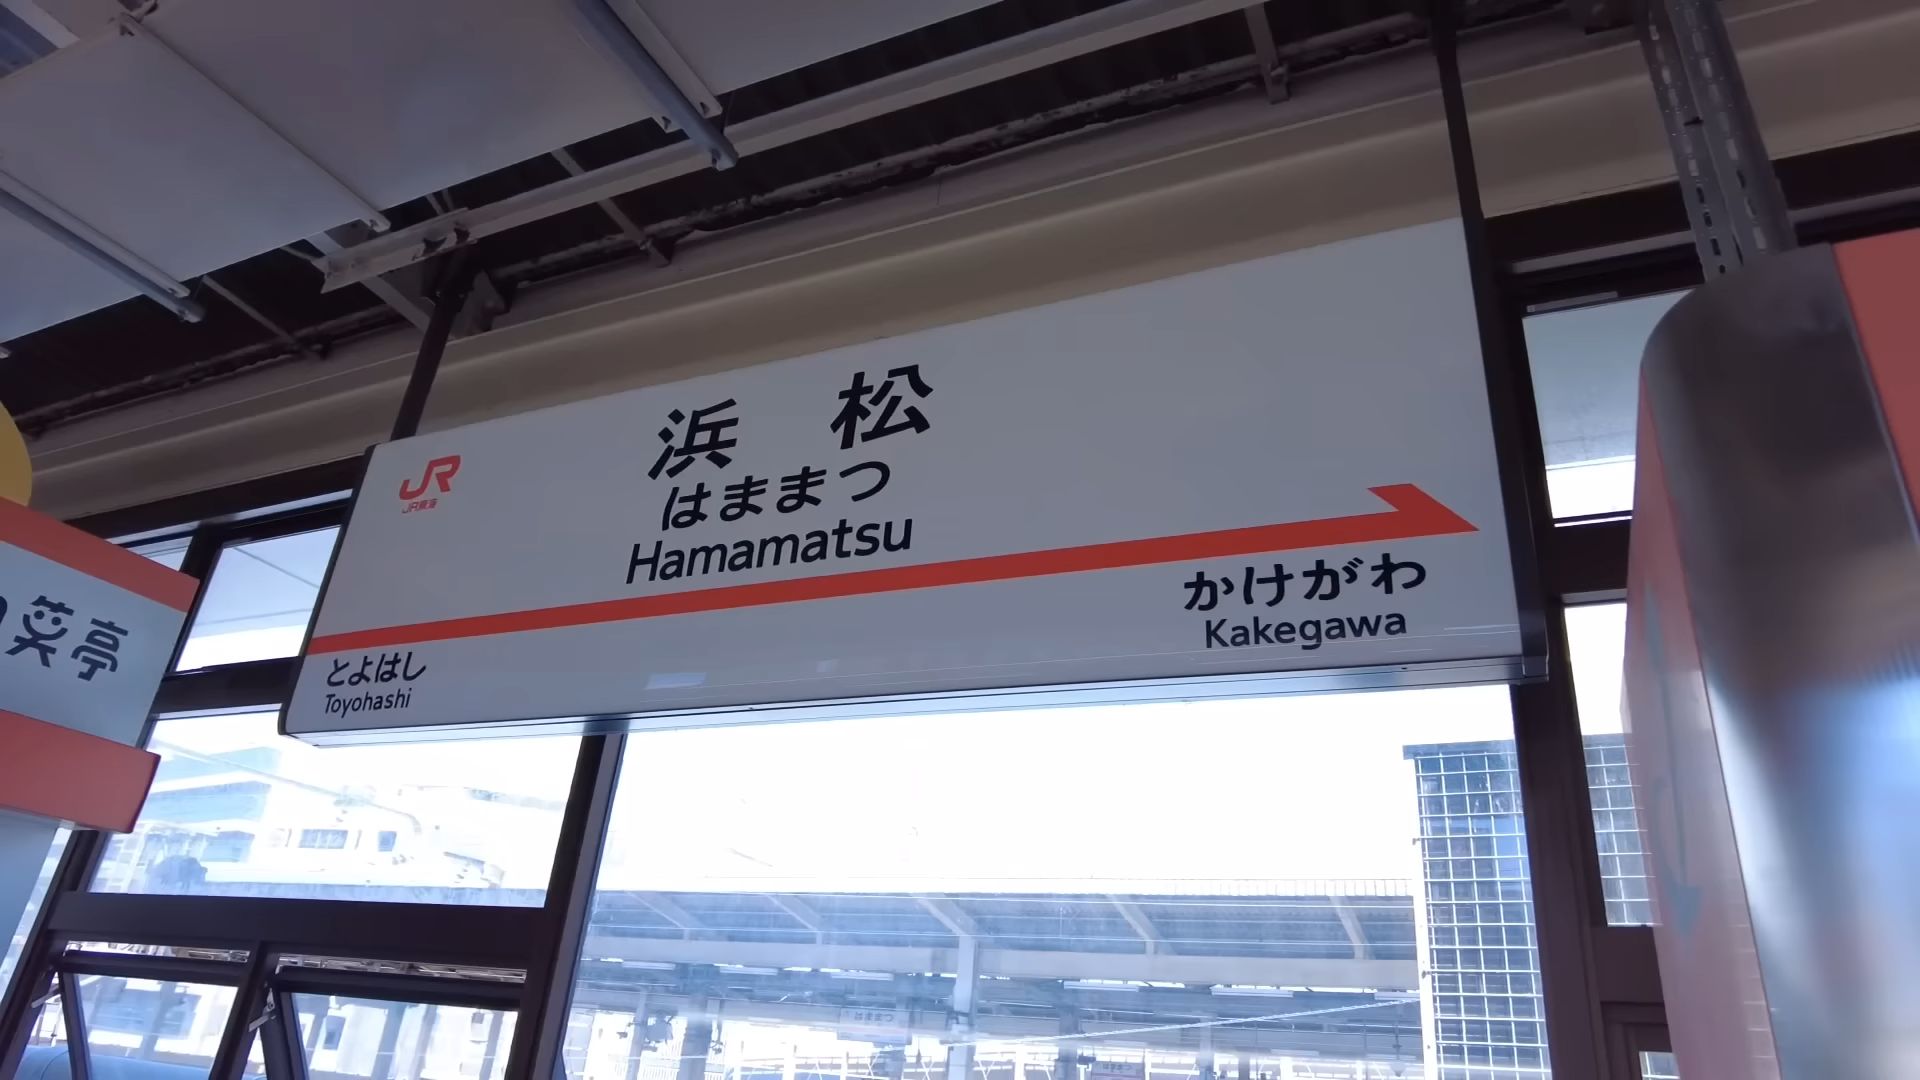 JR
JR東海
浜 松
はままつ
Hamamatsu
とよはし
Toyohashi
かけがわ
Kakegawa
笑亭
はままつ